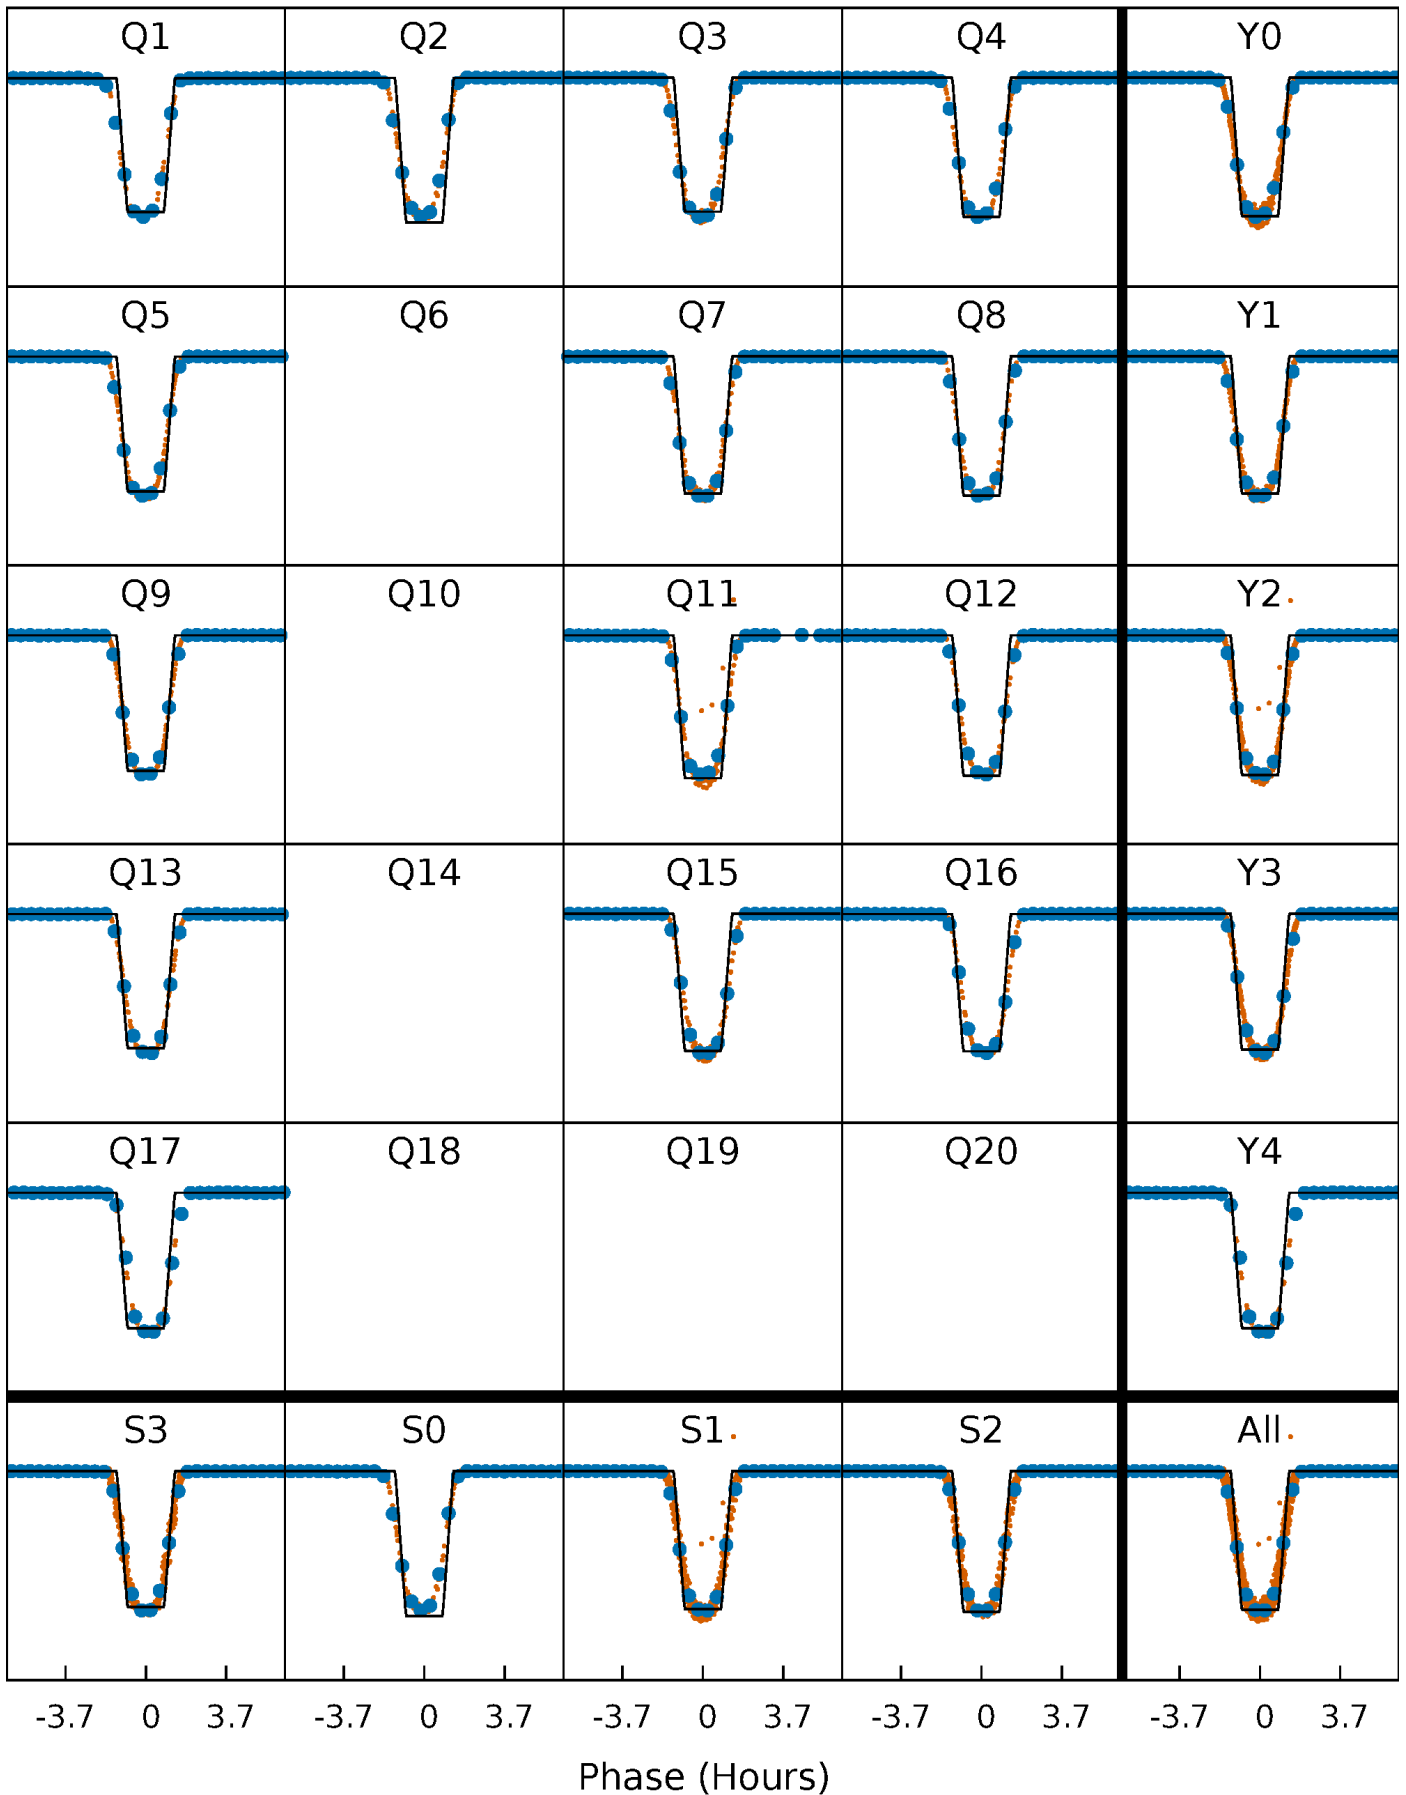 Q1 Q2 Q3 Q4 Y0
Q5 Q6 Q7 Q8 Y1
Q9 Q10 Q11 Q12 Y2
Q13 Q14 Q15 Q16 Y3
Q17 Q18 Q19 Q20 Y4
S3 S0 S1 S2 All
-3.7 0 3.7 -3.7 0 3.7 -3.7 0 3.7 -3.7 0 3.7 -3.7 0 3.7
Phase (Hours)